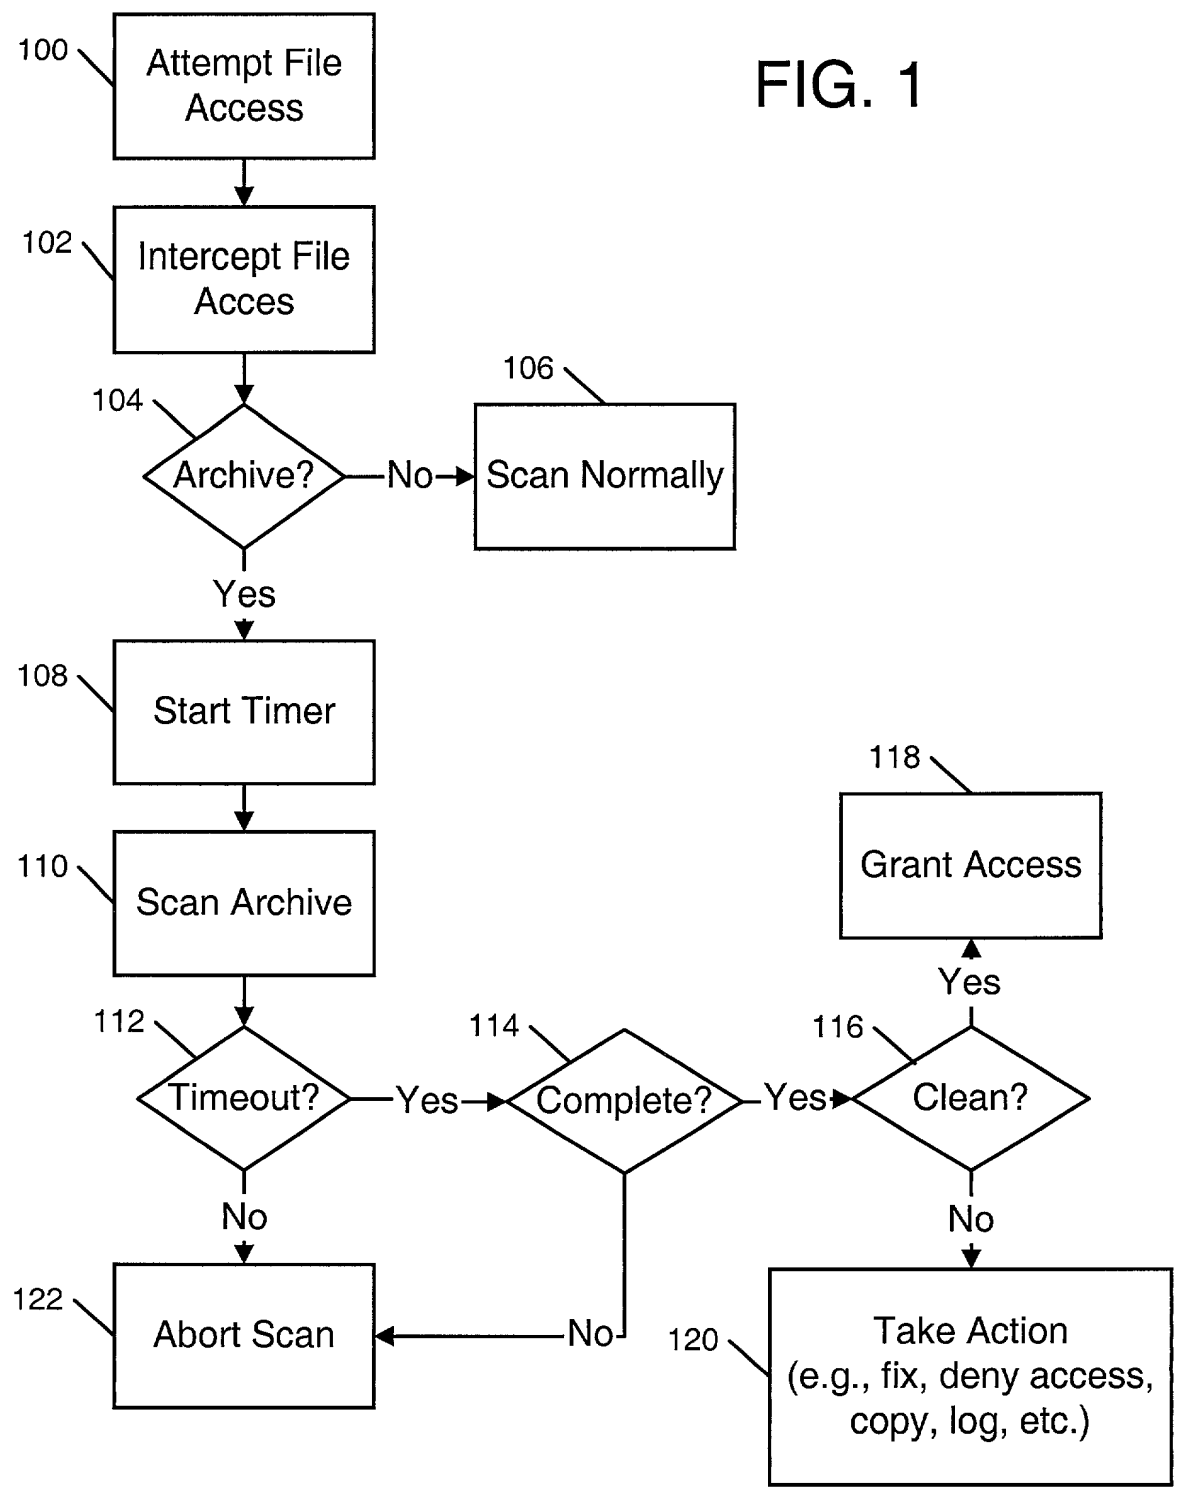 100
Attempt File
Access
FIG. 1
102
Intercept File
Acces
104
Archive?
No
106
Scan Normally
Yes
108
Start Timer
110
Scan Archive
118
Grant Access
Yes
112
Timeout?
Yes
114
Complete?
Yes
116
Clean?
No
No
122
Abort Scan
No
120
Take Action
(e.g., fix, deny access,
copy, log, etc.)